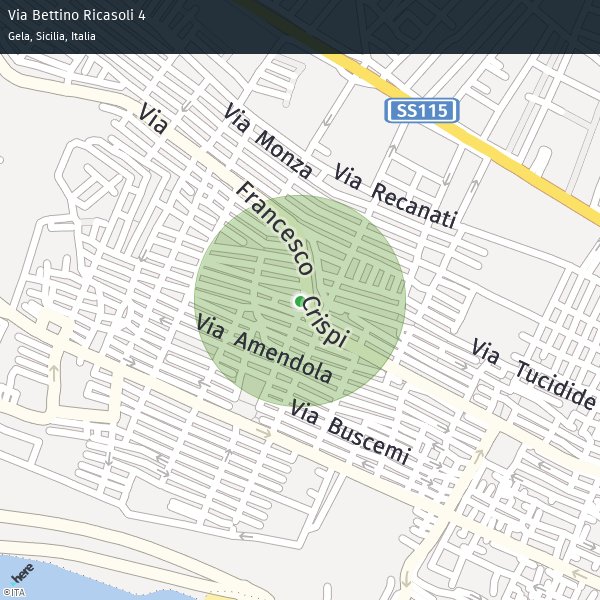 Via Bettino Ricasoli 4
Gela, Sicilia, Italia
SS115
Via Monza
Via Francesco Crispi
Via Recanati
Via Amendola
Via Tucidide
Via Buscemi
here
©ITA